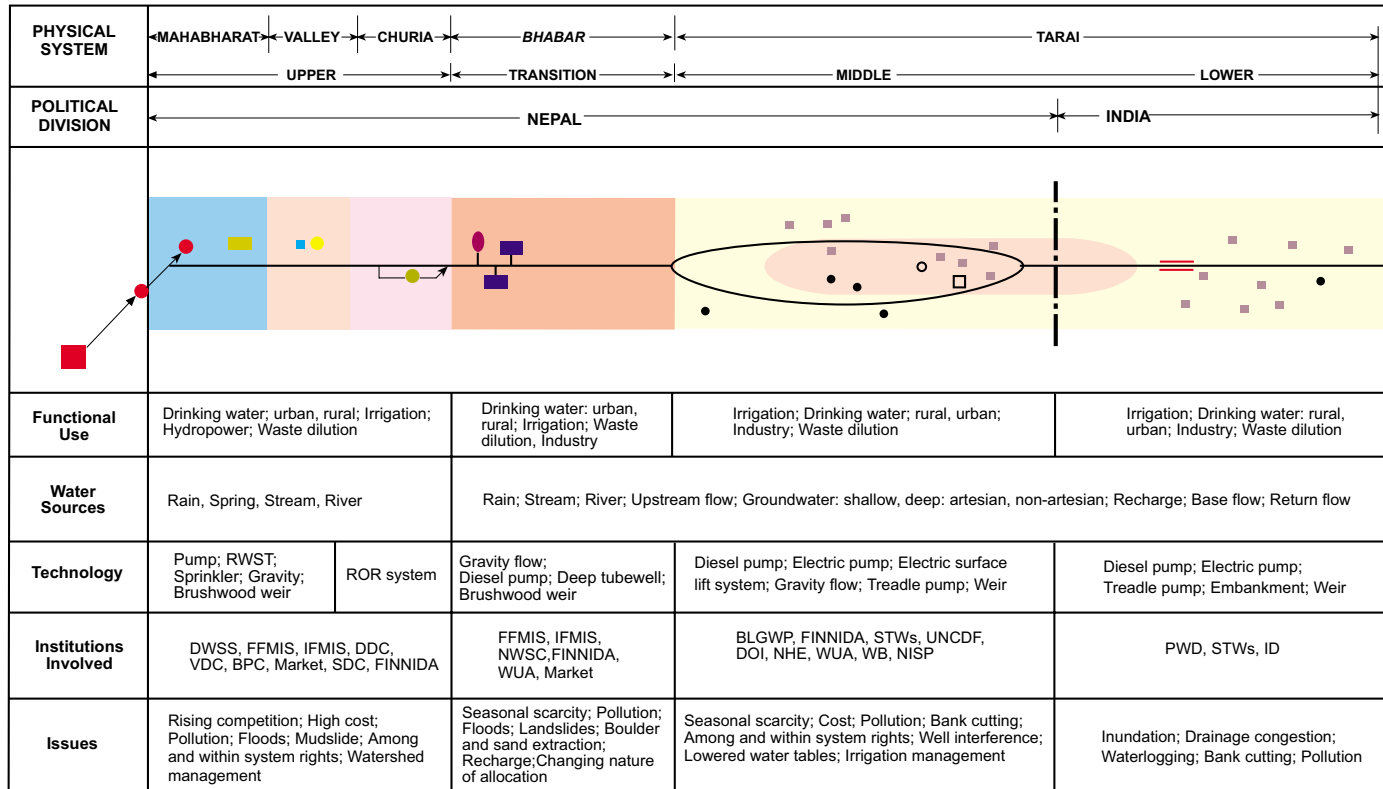 PHYSICAL
SYSTEM
MAHABHARAT
VALLEY
CHURIA
BHABAR
TARAI
UPPER
TRANSITION
MIDDLE
LOWER
POLITICAL
DIVISION
NEPAL
INDIA
Functional
Use
Drinking water; urban, rural; Irrigation;
Hydropower; Waste dilution
Drinking water: urban,
rural; Irrigation; Waste
dilution, Industry
Irrigation; Drinking water; rural, urban;
Industry; Waste dilution
Irrigation; Drinking water: rural,
urban; Industry; Waste dilution
Water
Sources
Rain, Spring, Stream, River
Rain; Stream; River; Upstream flow; Groundwater: shallow, deep: artesian, non-artesian; Recharge; Base flow; Return flow
Technology
Pump; RWST;
Sprinkler; Gravity;
Brushwood weir
ROR system
Gravity flow;
Diesel pump; Deep tubewell;
Brushwood weir
Diesel pump; Electric pump; Electric surface
lift system; Gravity flow; Treadle pump; Weir
Diesel pump; Electric pump;
Treadle pump; Embankment; Weir
Institutions
Involved
DWSS, FFMIS, IFMIS, DDC,
VDC, BPC, Market, SDC, FINNIDA
FFMIS, IFMIS,
NWSC,FINNIDA,
WUA, Market
BLGWP, FINNIDA, STWs, UNCDF,
DOI, NHE, WUA, WB, NISP
PWD, STWs, ID
Issues
Rising competition; High cost;
Pollution; Floods; Mudslide; Among
and within system rights; Watershed
management
Seasonal scarcity; Pollution;
Floods; Landslides; Boulder
and sand extraction;
Recharge;Changing nature
of allocation
Seasonal scarcity; Cost; Pollution; Bank cutting;
Among and within system rights; Well interference;
Lowered water tables; Irrigation management
Inundation; Drainage congestion;
Waterlogging; Bank cutting; Pollution